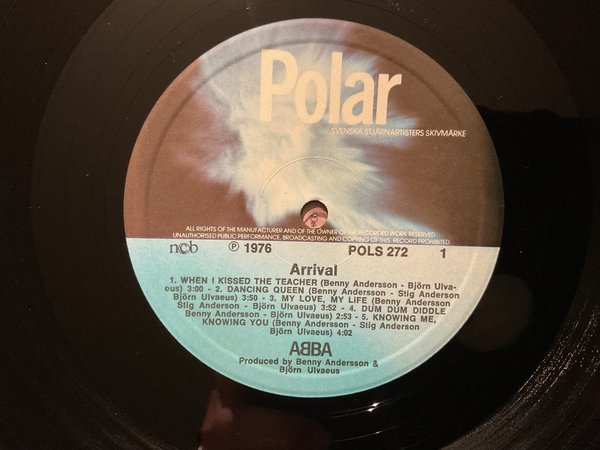 Polar
SVENSKA STJÄRNARTISTERS SKIVMÄRKE
ALL RIGHTS OF THE MANUFACTURER AND OF THE OWNER OF THE RECORDED WORK RESERVED
UNAUTHORISED PUBLIC PERFORMANCE, BROADCASTING AND COPYING OF THIS RECORD PROHIBITED
ncb ℗ 1976 POLS 272 1
Arrival
1. WHEN I KISSED THE TEACHER (Benny Andersson - Björn Ulva-
eus) 3:00 - 2. DANCING QUEEN (Benny Andersson - Stig Anderson
Björn Ulvaeus) 3:50 - 3. MY LOVE, MY LIFE (Benny Andersson
Stig Anderson - Björn Ulvaeus) 3:52 - 4. DUM DUM DIDDLE
Benny Andersson - Björn Ulvaeus) 2:53 - 5. KNOWING ME,
KNOWING YOU (Benny Andersson - Stig Anderson
Björn Ulvaeus) 4:02
ABBA
Produced by Benny Andersson &
Björn Ulvaeus